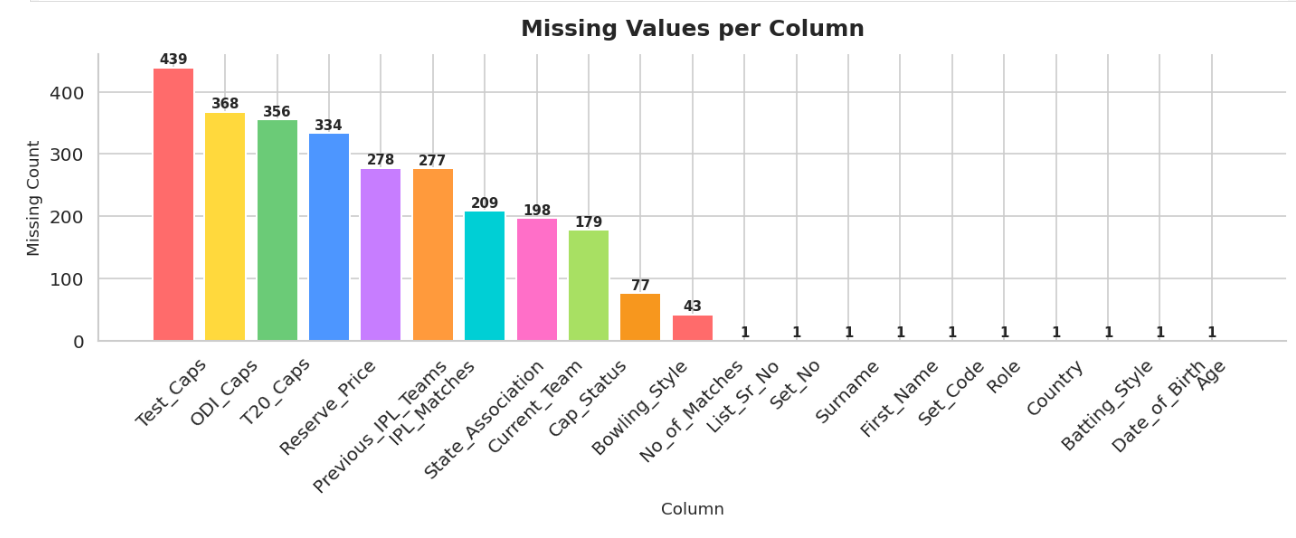 Missing Values per Column
Missing Count
400
300
200
100
0
439
368
356
334
278
277
209
198
179
77
43
1
1
1
1
1
1
1
1
1
1
Test_Caps
ODI_Caps
T20_Caps
Reserve_Price
Previous_IPL_Teams
IPL_Matches
State_Association
Current_Team
Cap_Status
Bowling_Style
No_of_Matches
List_Sr_No
Set_No
Surname
First_Name
Set_Code
Role
Country
Batting_Style
Date_of_Birth
Age
Column